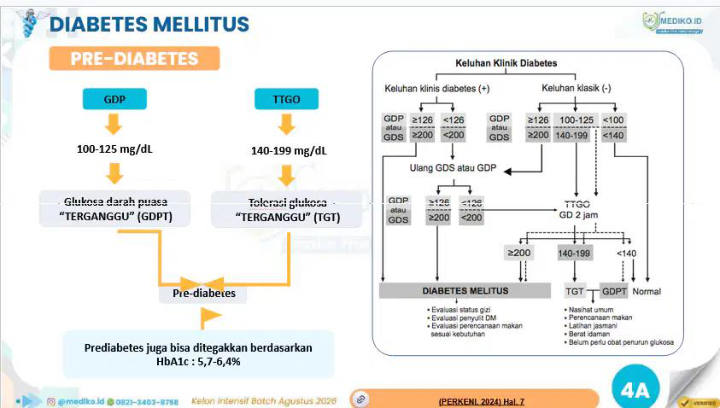 DIABETES MELLITUS
MEDIKO.ID
PRE-DIABETES
GDP
100-125 mg/dL
Glukosa darah puasa
“TERGANGGU” (GDPT)
TTGO
140-199 mg/dL
Toleransi glukosa
“TERGANGGU” (TGT)
Pre-diabetes
Prediabetes juga bisa ditegakkan berdasarkan
HbA1c : 5,7-6,4%
Keluhan Klinik Diabetes
Keluhan klinis diabetes (+)
Keluhan klasik (-)
GDP
atau
GDS
≥126 <126
≥200 <200
GDP
atau
GDS
≥126 100-125 <100
≥200 140-199 <140
Ulang GDS atau GDP
GDP
atau
GDS
≥126 <126
≥200 <200
TTGO
GD 2 jam
≥200 140-199 <140
DIABETES MELITUS
TGT GDPT Normal
• Evaluasi status gizi
• Evaluasi penyulit DM
• Evaluasi perencanaan makan
sesuai kebutuhan
• Nasihat umum
• Perencanaan makan
• Latihan jasmani
• Berat idaman
• Belum perlu obat penurun glukosa
4A
@mediko.id 0821-3403-8758 Kelon Intensif Batch Agustus 2026
(PERKENI, 2024) Hal. 7
VERIFIED